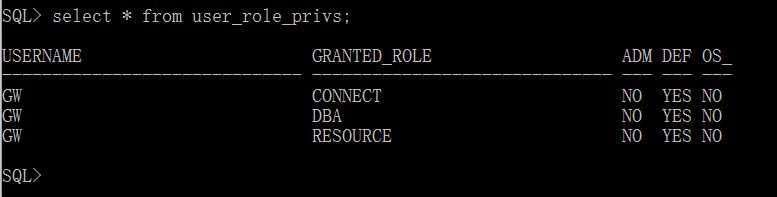 SQL> select * from user_role_privs;
USERNAME                       GRANTED_ROLE                   ADM DEF OS_
------------------------------ ------------------------------ --- --- ---
GW                             CONNECT                        NO  YES NO
GW                             DBA                            NO  YES NO
GW                             RESOURCE                       NO  YES NO
SQL>